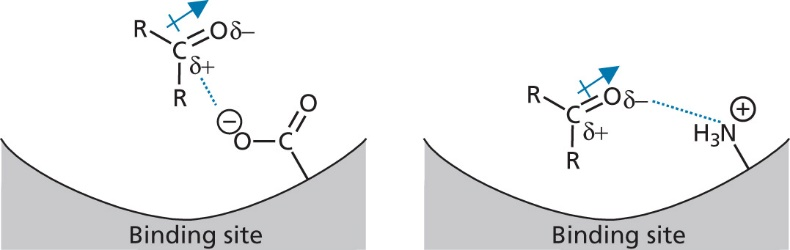 R
C
O δ–
δ+
R
–
O
C
O
Binding site
R
C
O δ–
δ+
R
+
H₃N
Binding site